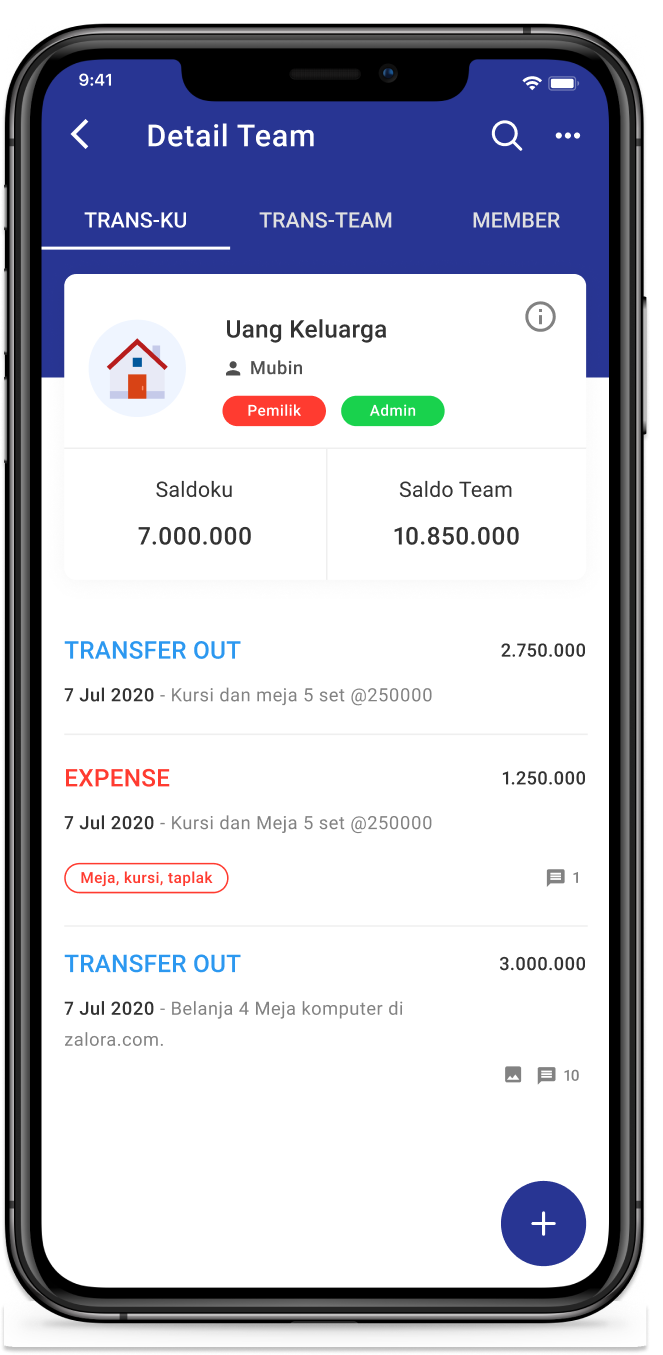 9:41
Detail Team
TRANS-KU TRANS-TEAM MEMBER
Uang Keluarga
Mubin
Pemilik Admin
Saldoku Saldo Team
7.000.000 10.850.000
TRANSFER OUT 2.750.000
7 Jul 2020 - Kursi dan meja 5 set @250000
EXPENSE 1.250.000
7 Jul 2020 - Kursi dan Meja 5 set @250000
Meja, kursi, taplak 1
TRANSFER OUT 3.000.000
7 Jul 2020 - Belanja 4 Meja komputer di
zalora.com.
10